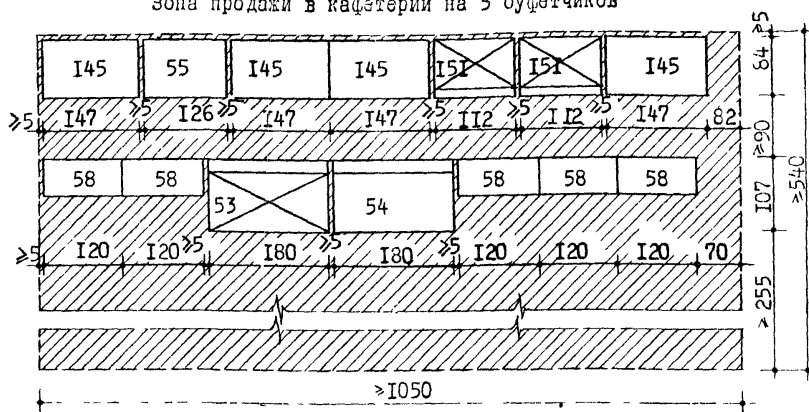 Зона продажи в кафетерии на 5 буфетчиков
I45 55 I45 I45 I5I I5I I45
≥5 I47 ≥5 I26 ≥5 I47 I47 ≥5 II2 ≥5 II2 ≥5 I47 82
58 58 53 54 58 58 58
≥5 I20 I20 ≥5 I80 ≥5 I80 ≥5 I20 I20 I20 70
≥5
84
≥90
I07
≥255
≥540
≥I050